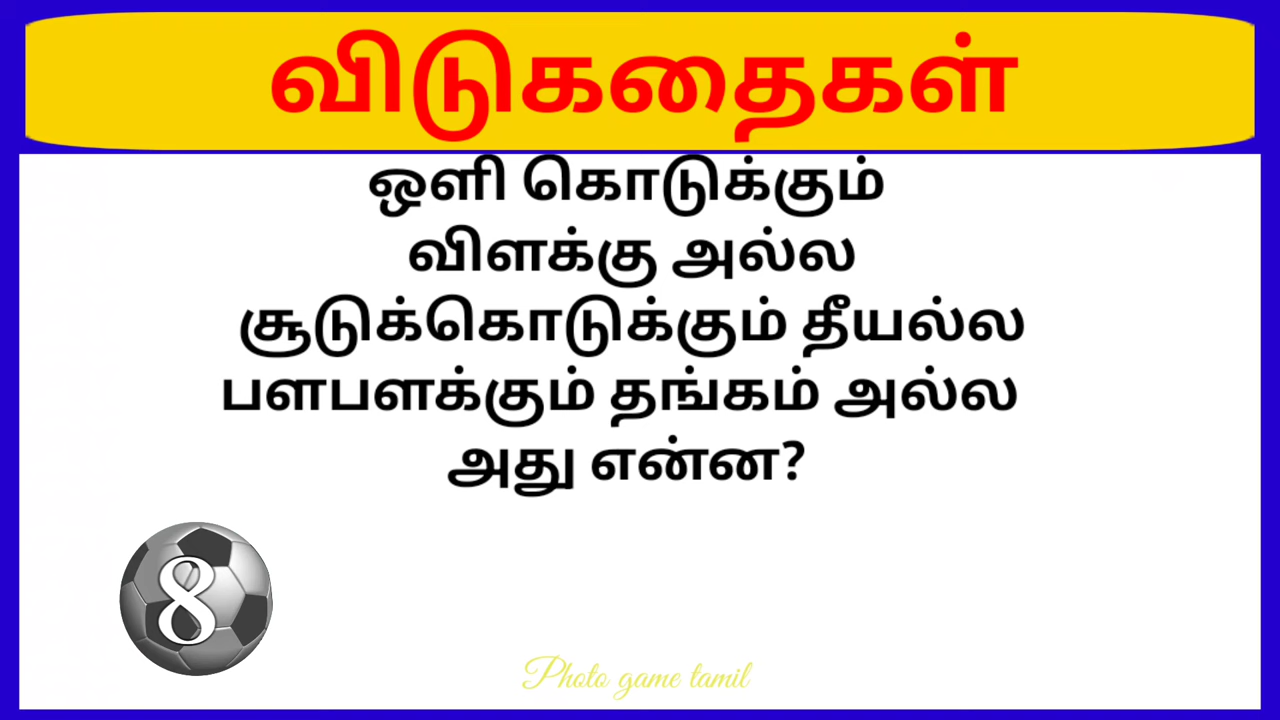 விடுகதைகள்
ஒளி கொடுக்கும்
விளக்கு அல்ல
சூடுக்கொடுக்கும் தீயல்ல
பளபளக்கும் தங்கம் அல்ல
அது என்ன?
8
Photo game tamil